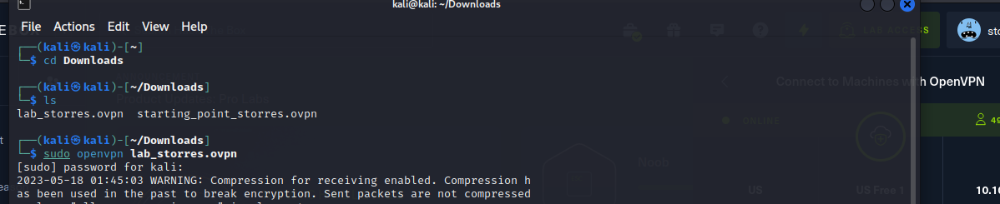 kali@kali: ~/Downloads
File Actions Edit View Help
LAB ACCESS
sto
┌──(kali㉿kali)-[~]
└─$ cd Downloads
Connect to Machines with OpenVPN
┌──(kali㉿kali)-[~/Downloads]
└─$ ls
lab_storres.ovpn  starting_point_storres.ovpn
ONLINE
49
┌──(kali㉿kali)-[~/Downloads]
└─$ sudo openvpn lab_storres.ovpn
[sudo] password for kali:
Noob
2023-05-18 01:45:03 WARNING: Compression for receiving enabled. Compression h
as been used in the past to break encryption. Sent packets are not compressed
US
US Free 1
10.10